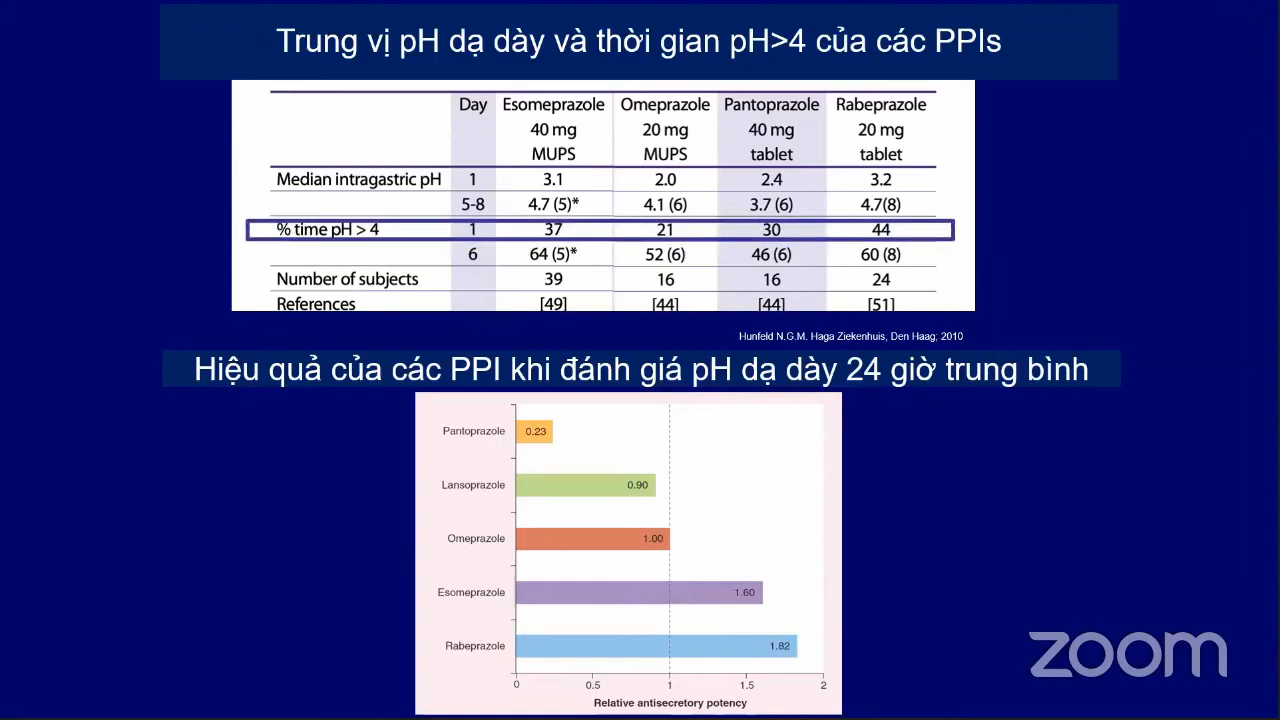 Trung vị pH dạ dày và thời gian pH>4 của các PPIs
Day Esomeprazole Omeprazole Pantoprazole Rabeprazole
40 mg 20 mg 40 mg 20 mg
MUPS MUPS tablet tablet
Median intragastric pH 1 3.1 2.0 2.4 3.2
5-8 4.7 (5)* 4.1 (6) 3.7 (6) 4.7(8)
% time pH > 4 1 37 21 30 44
6 64 (5)* 52 (6) 46 (6) 60 (8)
Number of subjects 39 16 16 24
References [49] [44] [44] [51]
Hunfeld N.G.M. Haga Ziekenhuis, Den Haag; 2010
Hiệu quả của các PPI khi đánh giá pH dạ dày 24 giờ trung bình
Pantoprazole 0.23
Lansoprazole 0.90
Omeprazole 1.00
Esomeprazole 1.60
Rabeprazole 1.82
0 0.5 1 1.5 2
Relative antisecretory potency
zoom